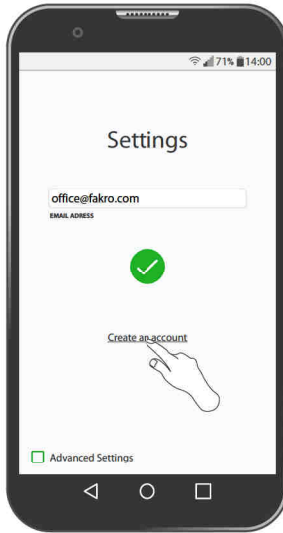 71% 14:00
Settings
office@fakro.com
EMAIL ADRESS
Create an account
Advanced Settings